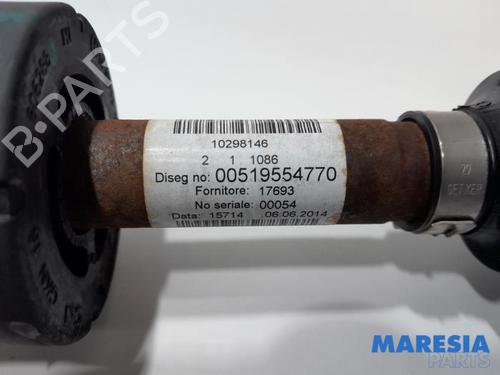 10298146
2 1 1086
Diseg no: 00519554770
Fornitore: 17693
No seriale: 00054
Data: 15714 06.06.2014
OETIKER
B-PARTS
MARESIA
PARTS